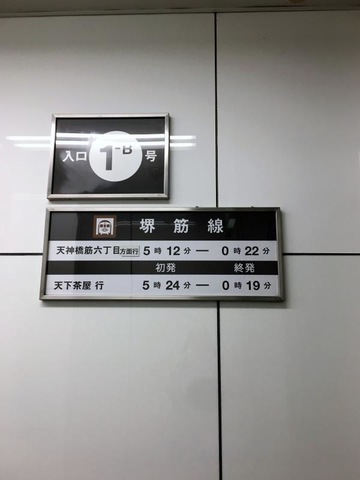 入口 1-B 号
堺筋線
天神橋筋六丁目方面行 5時12分 — 0時22分
初発 終発
天下茶屋 行 5時24分 — 0時19分